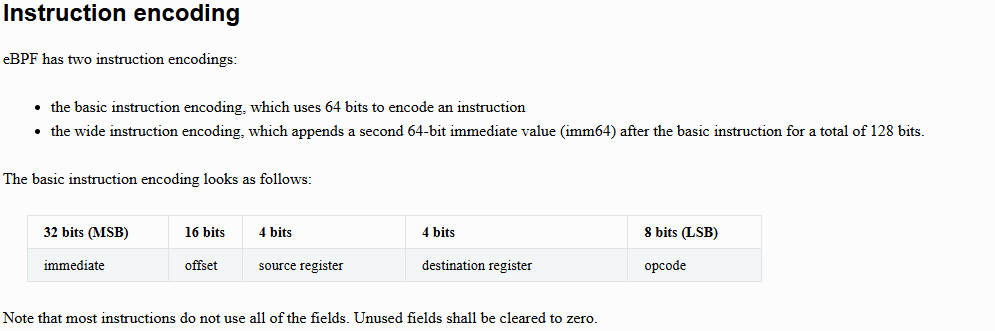 Instruction encoding
eBPF has two instruction encodings:
• the basic instruction encoding, which uses 64 bits to encode an instruction
• the wide instruction encoding, which appends a second 64-bit immediate value (imm64) after the basic instruction for a total of 128 bits.
The basic instruction encoding looks as follows:
32 bits (MSB) 16 bits 4 bits 4 bits 8 bits (LSB)
immediate offset source register destination register opcode
Note that most instructions do not use all of the fields. Unused fields shall be cleared to zero.